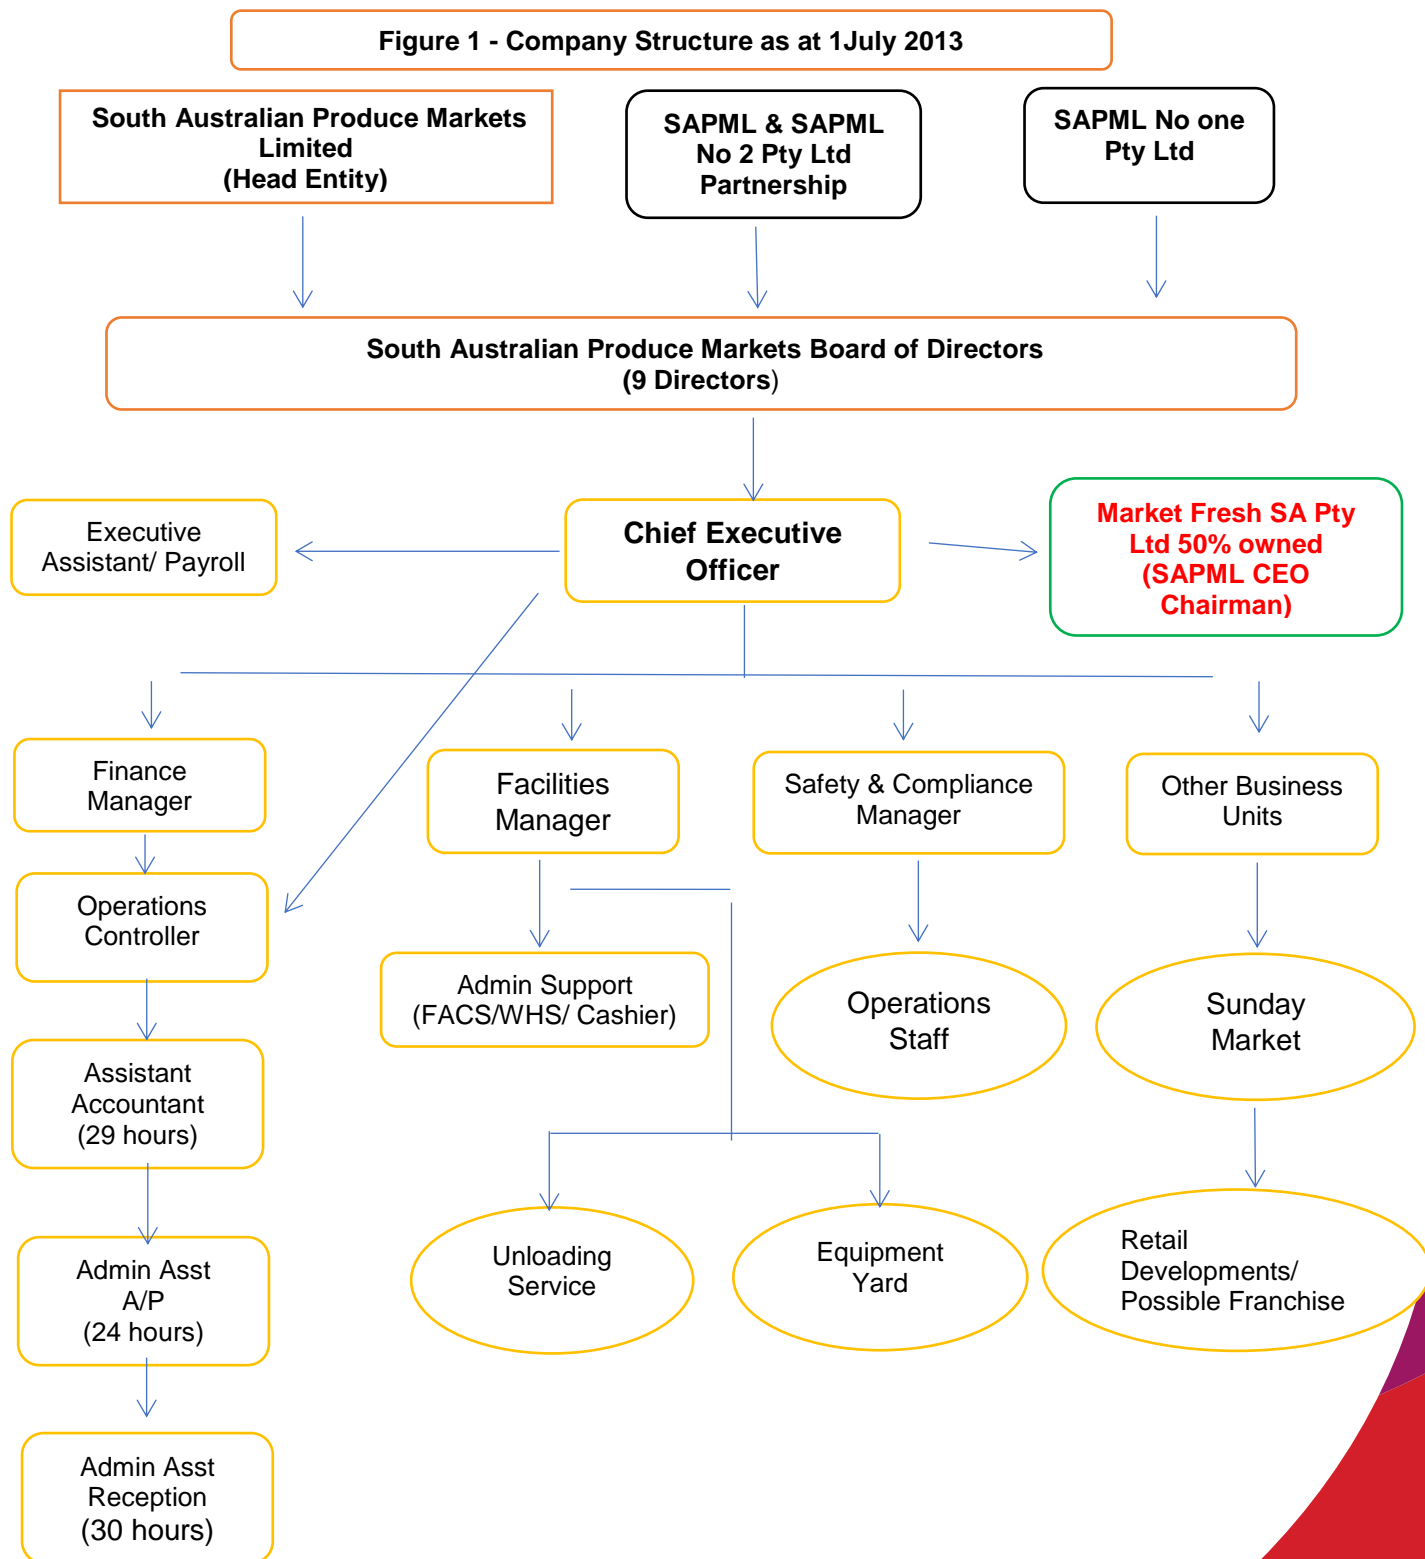 Figure 1 - Company Structure as at 1July 2013
South Australian Produce Markets
Limited
(Head Entity)
SAPML & SAPML
No 2 Pty Ltd
Partnership
SAPML No one
Pty Ltd
South Australian Produce Markets Board of Directors
(9 Directors)
Executive
Assistant/ Payroll
Chief Executive
Officer
Market Fresh SA Pty
Ltd 50% owned
(SAPML CEO
Chairman)
Finance
Manager
Facilities
Manager
Safety & Compliance
Manager
Other Business
Units
Operations
Controller
Admin Support
(FACS/WHS/ Cashier)
Operations
Staff
Sunday
Market
Assistant
Accountant
(29 hours)
Unloading
Service
Equipment
Yard
Retail
Developments/
Possible Franchise
Admin Asst
A/P
(24 hours)
Admin Asst
Reception
(30 hours)